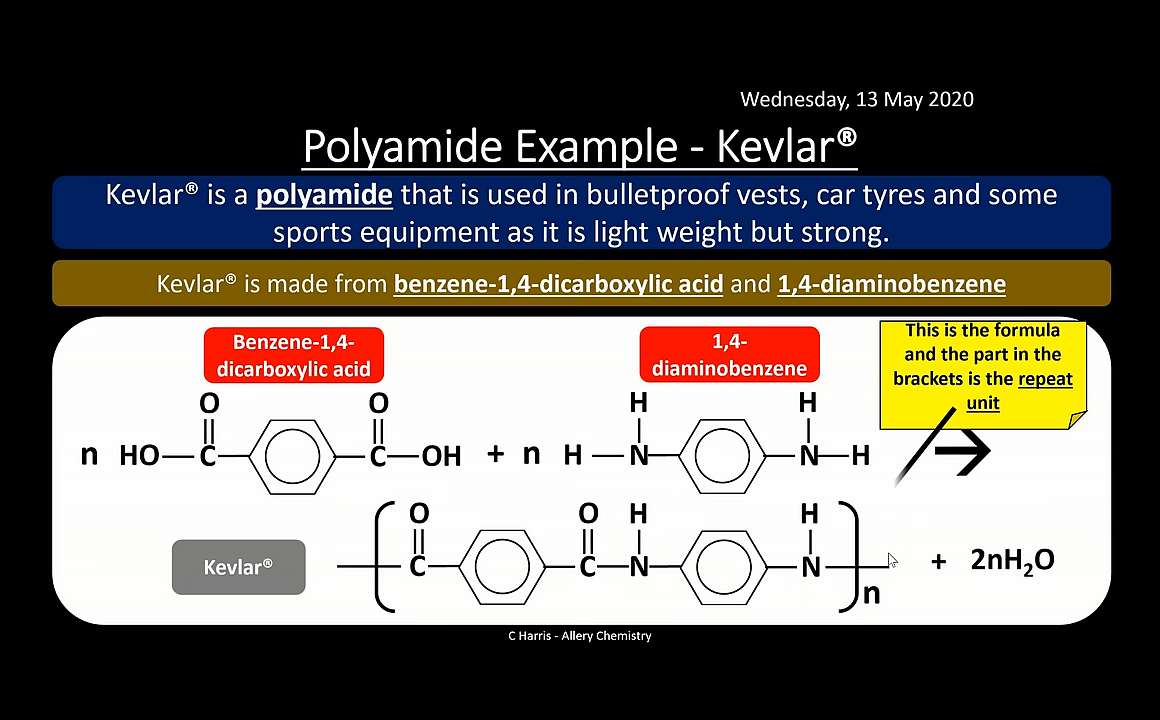 Wednesday, 13 May 2020
Polyamide Example - Kevlar®
Kevlar® is a polyamide that is used in bulletproof vests, car tyres and some
sports equipment as it is light weight but strong.
Kevlar® is made from benzene-1,4-dicarboxylic acid and 1,4-diaminobenzene
Benzene-1,4-
dicarboxylic acid
1,4-
diaminobenzene
This is the formula
and the part in the
brackets is the repeat
unit
O O H H
n HO C C OH + n H N N H
O O H H
Kevlar® C C N N + 2nH₂O
n
C Harris - Allery Chemistry